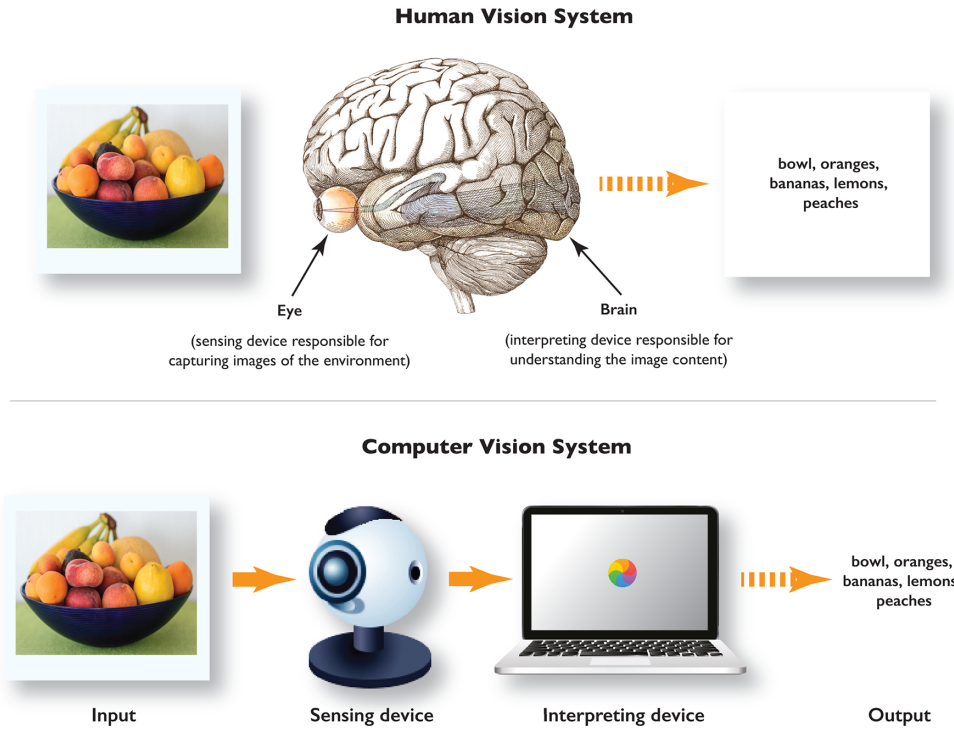 Human Vision System
bowl, oranges,
bananas, lemons,
peaches
Eye
(sensing device responsible for
capturing images of the environment)
Brain
(interpreting device responsible for
understanding the image content)
Computer Vision System
bowl, oranges,
bananas, lemons
peaches
Input
Sensing device
Interpreting device
Output